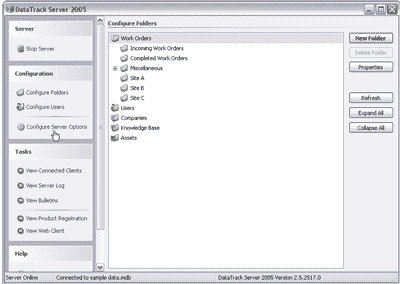 DataTrack Server 2005
Server
Stop Server
Configuration
Configure Folders
Configure Users
Configure Server Options
Tasks
View Connected Clients
View Server Log
View Bulletins
View Product Registration
View Web Client
Help
Configure Folders
Work Orders
Incoming Work Orders
Completed Work Orders
Miscellaneous
Site A
Site B
Site C
Users
Companies
Knowledge Base
Assets
New Folder
Delete Folder
Properties
Refresh
Expand All
Collapse All
Server Online
Connected to sample data.mdb
DataTrack Server 2005 Version 2.5.2517.0